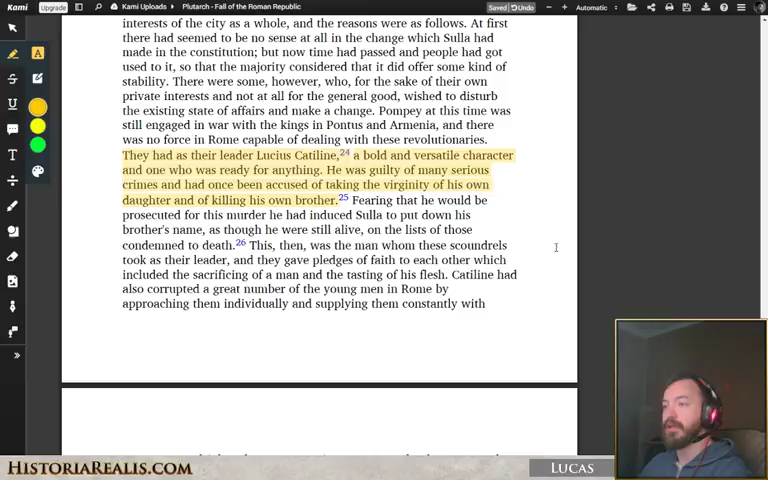 Kami
Upgrade
Kami Uploads
Plutarch - Fall of the Roman Republic
Saved
Undo
Automatic
interests of the city as a whole, and the reasons were as follows. At first
there had seemed to be no sense at all in the change which Sulla had
made in the constitution; but now time had passed and people had got
used to it, so that the majority considered that it did offer some kind of
stability. There were some, however, who, for the sake of their own
private interests and not at all for the general good, wished to disturb
the existing state of affairs and make a change. Pompey at this time was
still engaged in war with the kings in Pontus and Armenia, and there
was no force in Rome capable of dealing with these revolutionaries.
They had as their leader Lucius Catiline,24 a bold and versatile character
and one who was ready for anything. He was guilty of many serious
crimes and had once been accused of taking the virginity of his own
daughter and of killing his own brother.25 Fearing that he would be
prosecuted for this murder he had induced Sulla to put down his
brother's name, as though he were still alive, on the lists of those
condemned to death.26 This, then, was the man whom these scoundrels
took as their leader, and they gave pledges of faith to each other which
included the sacrificing of a man and the tasting of his flesh. Catiline had
also corrupted a great number of the young men in Rome by
approaching them individually and supplying them constantly with
HISTORIAREALIS.COM
LUCAS